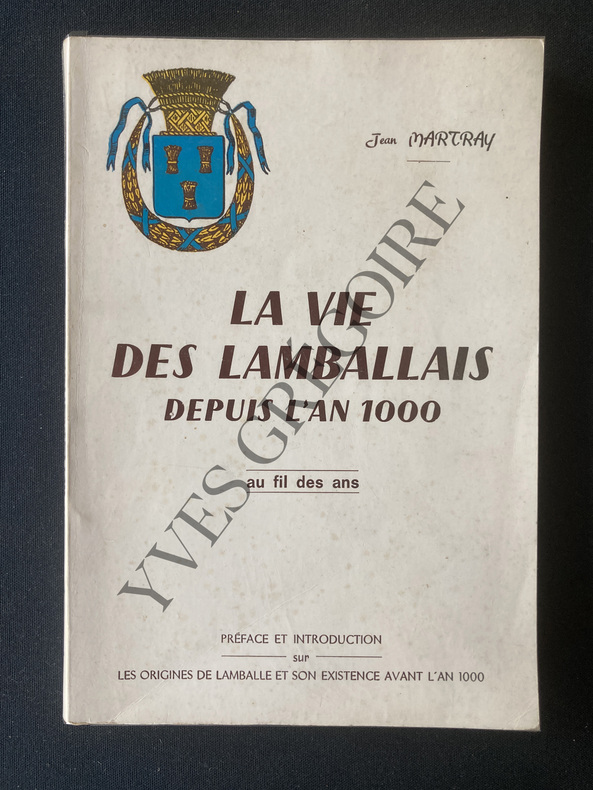 Jean MARTRAY
LA VIE
DES LAMBALLAIS
DEPUIS L'AN 1000
au fil des ans
YVES GRÉGOIRE
PRÉFACE ET INTRODUCTION
sur
LES ORIGINES DE LAMBALLE ET SON EXISTENCE AVANT L'AN 1000